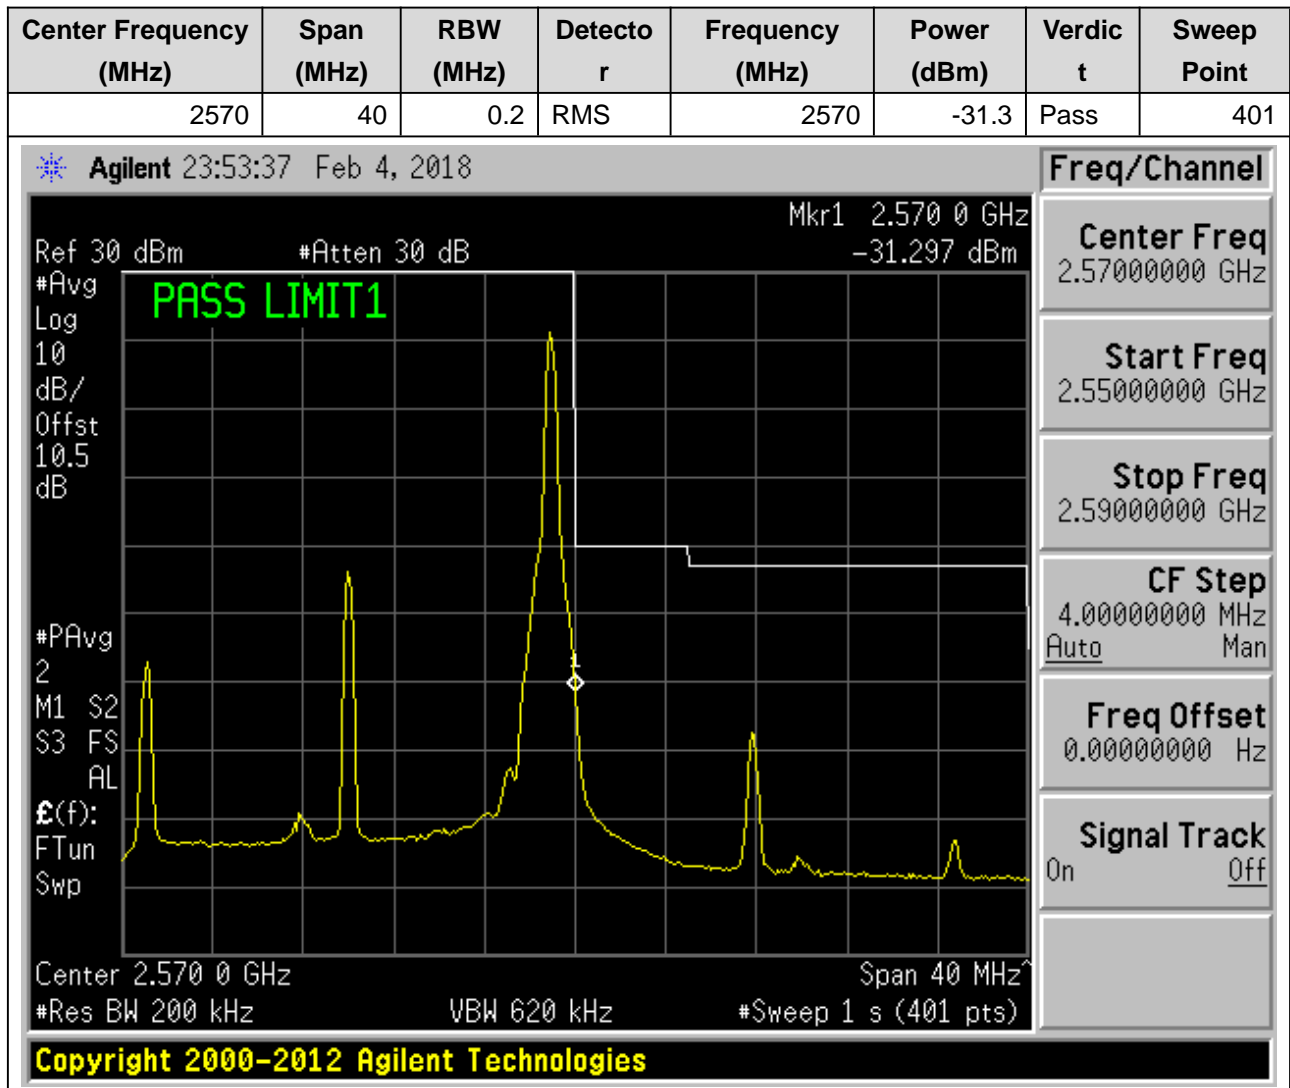 Center Frequency (MHz) Span (MHz) RBW (MHz) Detecto r Frequency (MHz) Power (dBm) Verdic t Sweep Point
2570 40 0.2 RMS 2570 -31.3 Pass 401
Agilent 23:53:37 Feb 4, 2018
Freq/Channel
Mkr1 2.570 0 GHz
Ref 30 dBm #Atten 30 dB -31.297 dBm
#Avg
Log
10
dB/
Offst
10.5
dB
PASS LIMIT1
1
#PAvg
2
M1 S2
S3 FS
AL
£(f):
FTun
Swp
Center 2.570 0 GHz Span 40 MHz^
#Res BW 200 kHz VBW 620 kHz #Sweep 1 s (401 pts)
Center Freq
2.57000000 GHz
Start Freq
2.55000000 GHz
Stop Freq
2.59000000 GHz
CF Step
4.00000000 MHz
Auto Man
Freq Offset
0.00000000 Hz
Signal Track
On Off
Copyright 2000-2012 Agilent Technologies